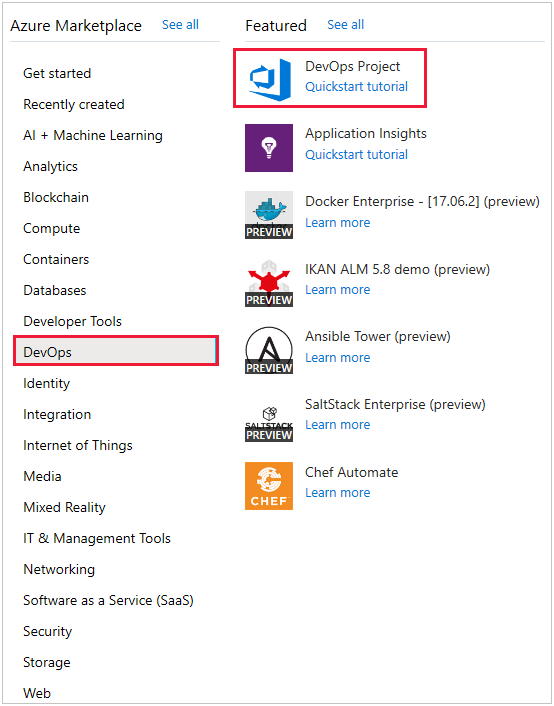 Azure Marketplace See all
Get started
Recently created
AI + Machine Learning
Analytics
Blockchain
Compute
Containers
Databases
Developer Tools
DevOps
Identity
Integration
Internet of Things
Media
Mixed Reality
IT & Management Tools
Networking
Software as a Service (SaaS)
Security
Storage
Web
Featured See all
DevOps Project
Quickstart tutorial
Application Insights
Quickstart tutorial
Docker Enterprise - [17.06.2] (preview)
PREVIEW
Learn more
IKAN ALM 5.8 demo (preview)
PREVIEW
Learn more
Ansible Tower (preview)
PREVIEW
Learn more
SaltStack Enterprise (preview)
SALTSTACK
PREVIEW
Learn more
Chef Automate
CHEF
Learn more